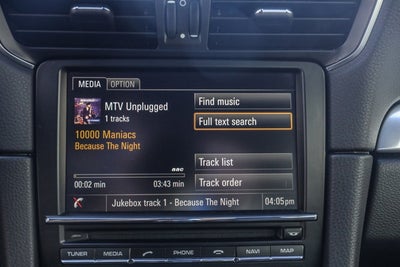 MEDIA OPTION
MTV Unplugged
1 tracks
10000 Maniacs
Because The Night
00:02 min 03:43 min
Find music
Full text search
Track list
Track order
Jukebox track 1 - Because The Night 04:05pm
TUNER MEDIA PHONE NAVI MAP